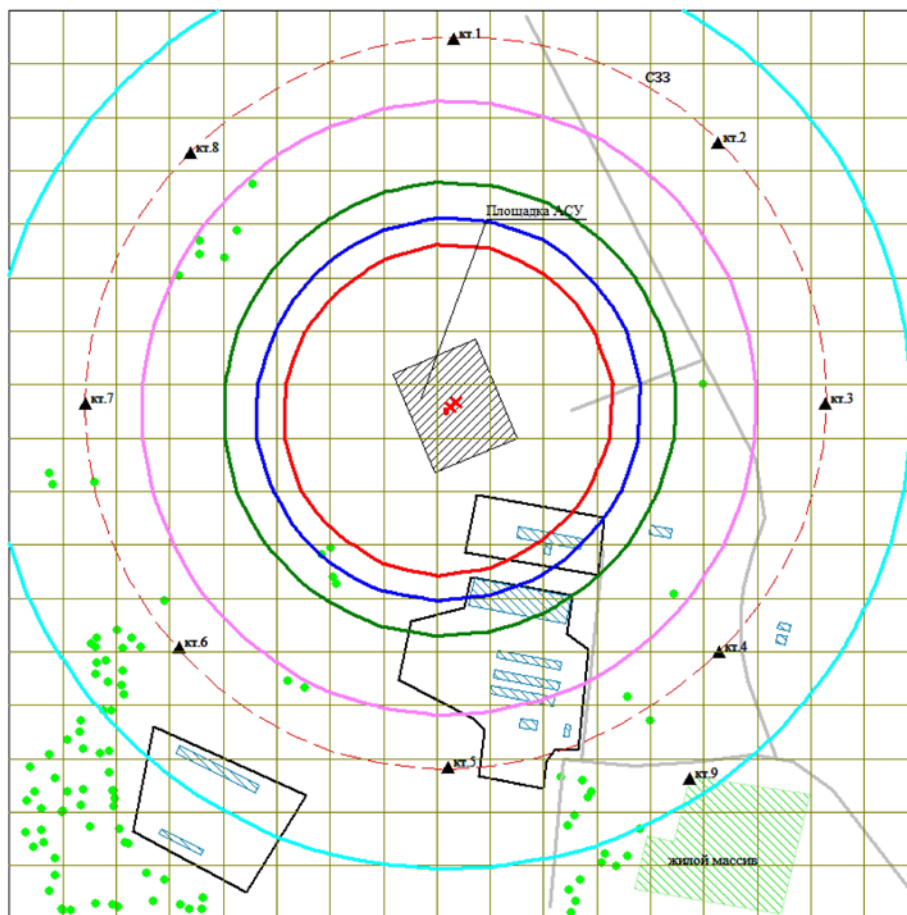 кт.1
СЗЗ
кт.2
кт.8
Площадка АСУ
кт.7
кт.3
кт.6
кт.4
кт.5
кт.9
жилой массив